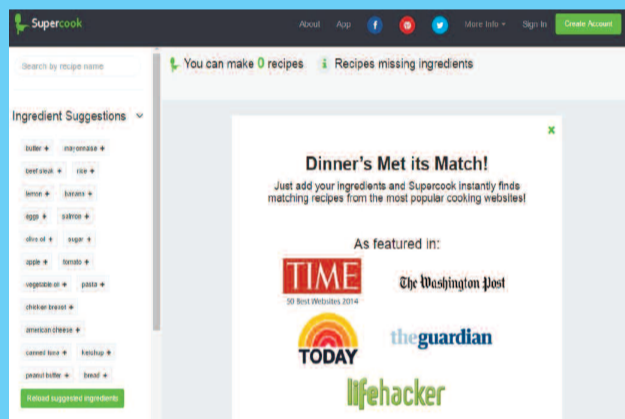 Supercook
About App More Info Sign In Create Account
Search by recipe name
You can make 0 recipes Recipes missing ingredients
Ingredient Suggestions
butter + mayonnaise +
beef steak + rice +
lemon + banana +
eggs + salmon +
olive oil + sugar +
apple + tomato +
vegetable oil + pasta +
chicken breast +
american cheese +
canned tuna + ketchup +
peanut butter + bread +
Reload suggested ingredients
x
Dinner's Met its Match!
Just add your ingredients and Supercook instantly finds
matching recipes from the most popular cooking websites!
As featured in:
TIME
50 Best Websites 2014
The Washington Post
TODAY
theguardian
lifehacker